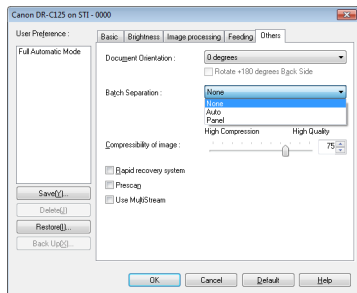 Canon DR-C125 on STI - 0000
User Preference :
Full Automatic Mode
Save(Y)...
Delete(J)
Restore(I)...
Back Up(X)...
Basic
Brightness
Image processing
Feeding
Others
Document Orientation:
0 degrees
Rotate +180 degrees Back Side
Batch Separation:
None
None
Auto
Panel
High Compression
High Quality
Compressibility of image :
75
Rapid recovery system
Prescan
Use MultiStream
OK
Cancel
Default
Help